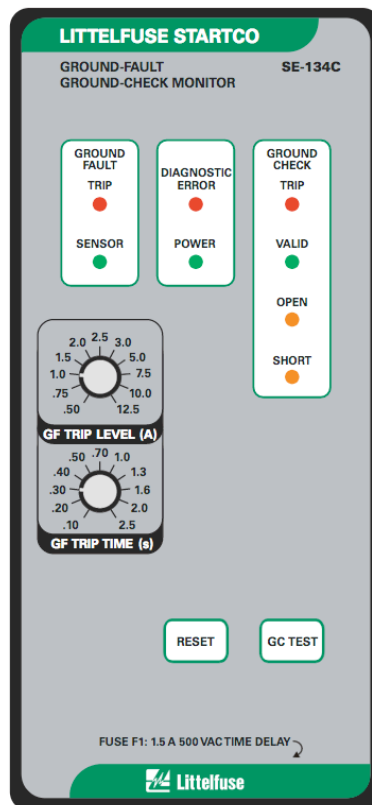 LITTELFUSE STARTCO
GROUND-FAULT
GROUND-CHECK MONITOR
SE-134C
GROUND
FAULT
TRIP
SENSOR
DIAGNOSTIC
ERROR
POWER
GROUND
CHECK
TRIP
VALID
OPEN
SHORT
2.0 2.5 3.0
1.5 5.0
1.0 7.5
.75 10.0
.50 12.5
GF TRIP LEVEL (A)
.50 .70 1.0
.40 1.3
.30 1.6
.20 2.0
.10 2.5
GF TRIP TIME (s)
RESET
GC TEST
FUSE F1: 1.5 A 500 VAC TIME DELAY
Littelfuse